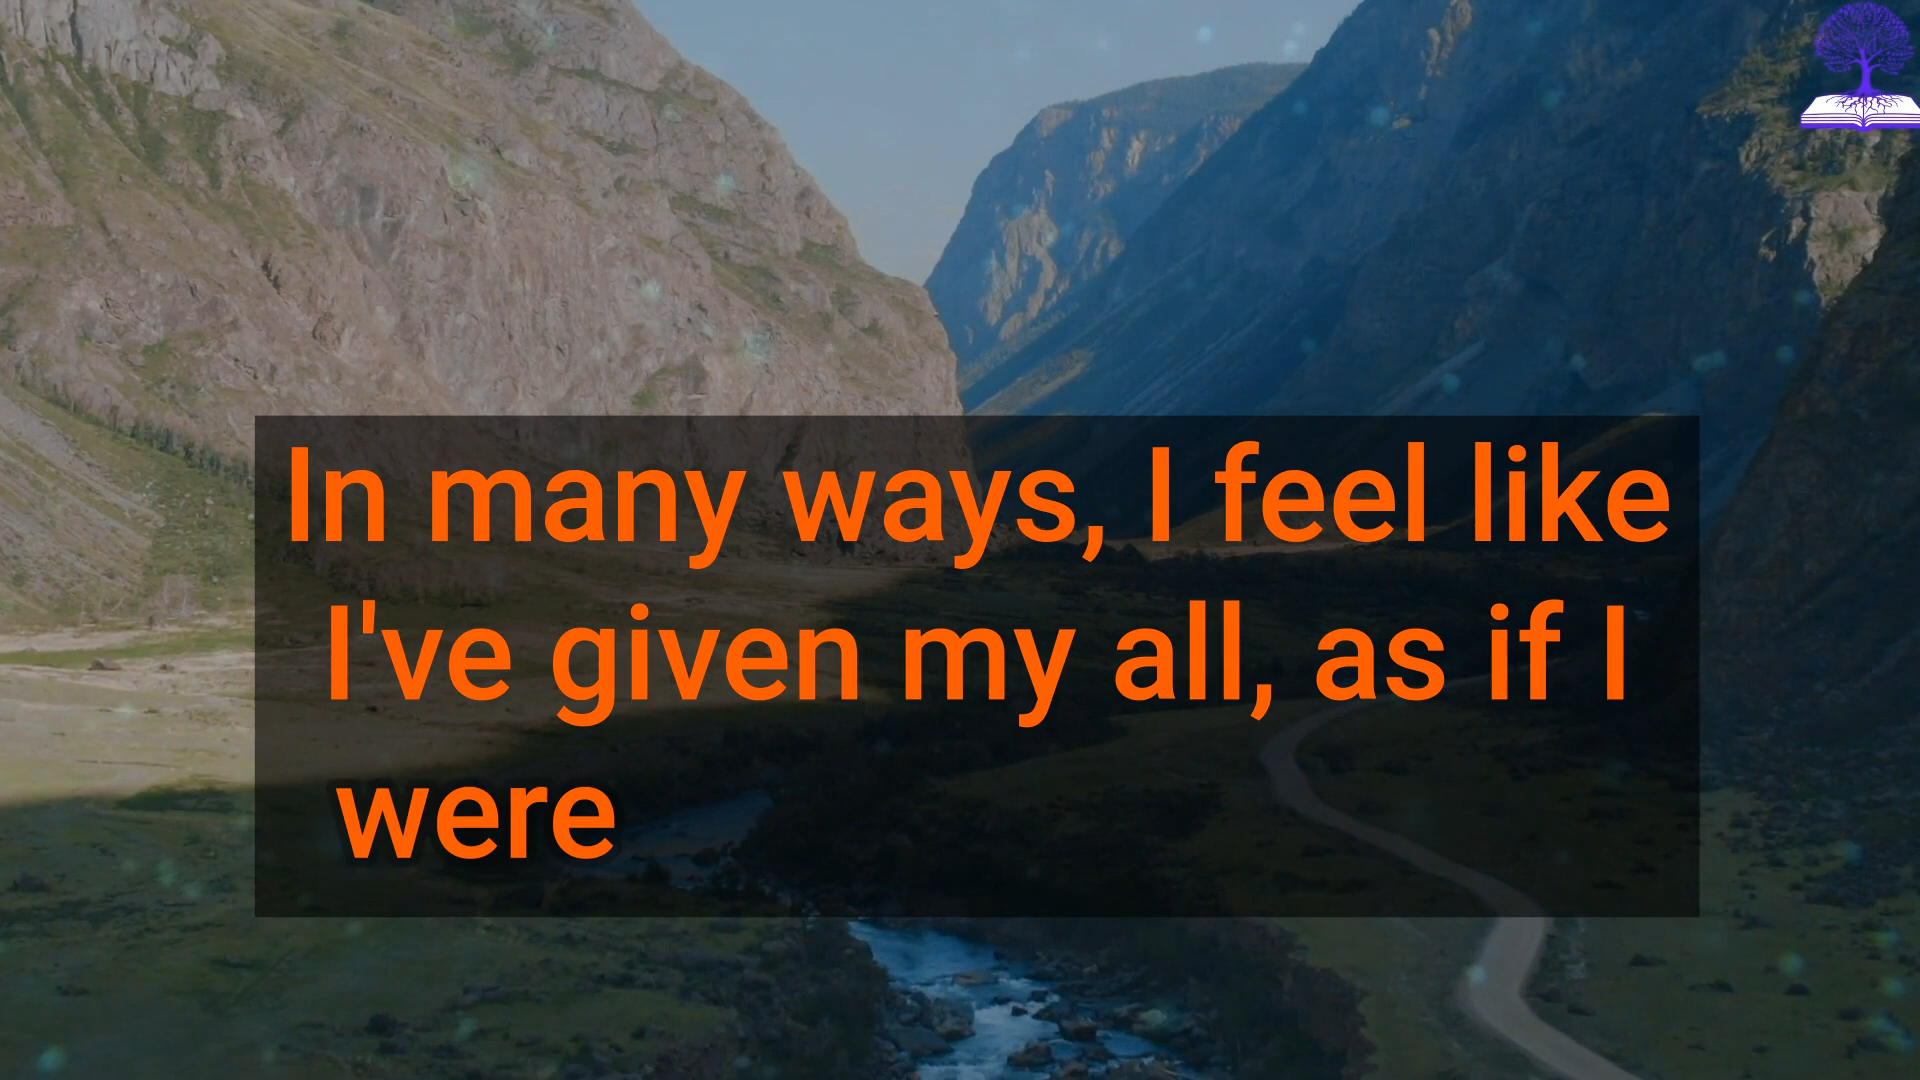 In many ways, I feel like
I've given my all, as if I
were